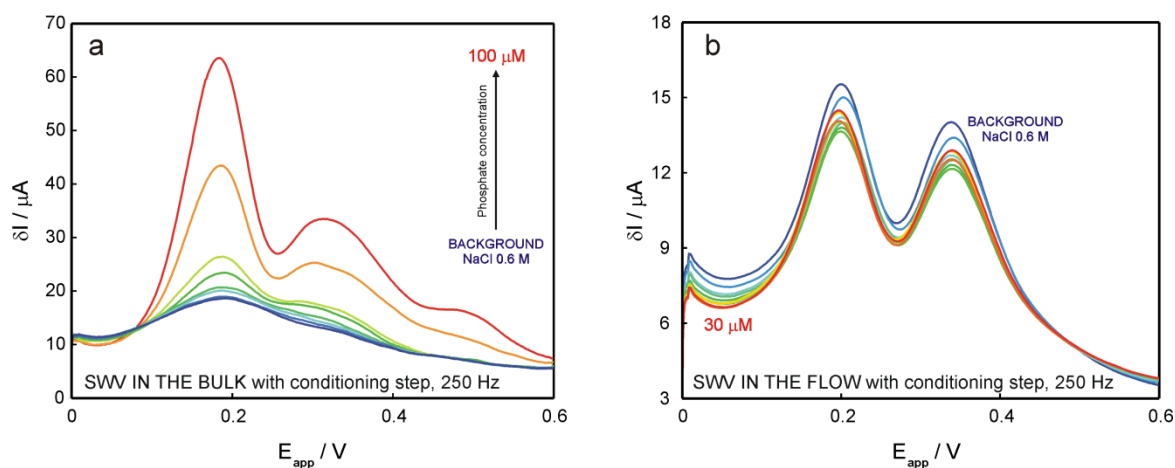 a
70
60
50
40
30
20
10
0
δI / μA
100 μM
Phosphate concentration
BACKGROUND
NaCl 0.6 M
SWV IN THE BULK with conditioning step, 250 Hz
0
0.2
0.4
0.6
E_app / V
b
18
15
12
9
6
3
δI / μA
BACKGROUND
NaCl 0.6 M
30 μM
SWV IN THE FLOW with conditioning step, 250 Hz
0
0.2
0.4
0.6
E_app / V